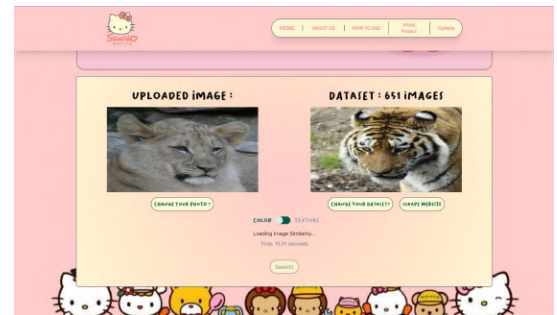 Sanrio
HOME
ABOUT US
HOW TO USE
About
Project
Camera
UPLOADED IMAGE :
DATASET : 651 IMAGES
CHANGE YOUR PHOTO ?
CHANGE YOUR DATASET?
SCRAPE WEBSITE
COLOR
TEXTURE
Loading Image Similarity...
Time: 15.21 seconds
Search!